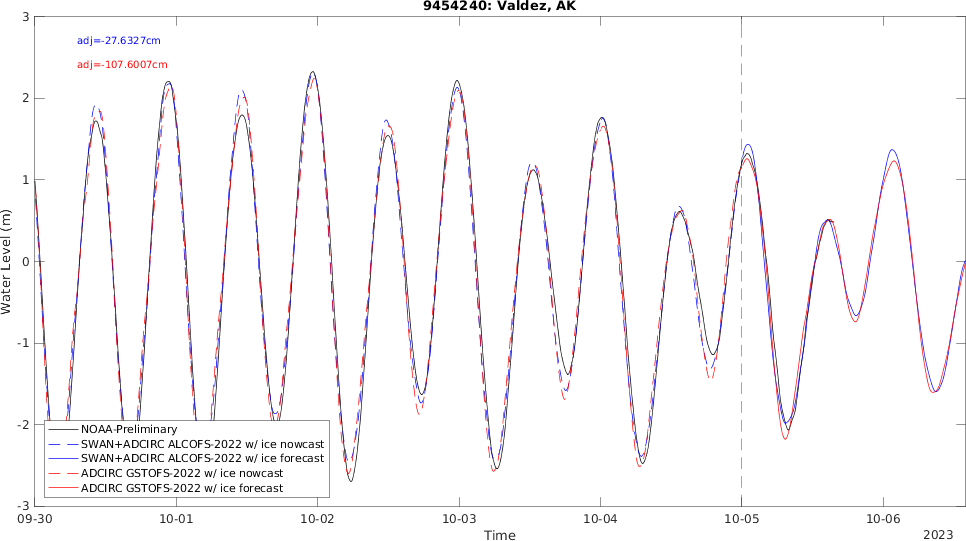 9454240: Valdez, AK
adj=-27.6327cm
adj=-107.6007cm
3
2
1
0
-1
-2
-3
Water Level (m)
NOAA-Preliminary
SWAN+ADCIRC ALCOFS-2022 w/ ice nowcast
SWAN+ADCIRC ALCOFS-2022 w/ ice forecast
ADCIRC GSTOFS-2022 w/ ice nowcast
ADCIRC GSTOFS-2022 w/ ice forecast
09-30 10-01 10-02 10-03 10-04 10-05 10-06
Time
2023